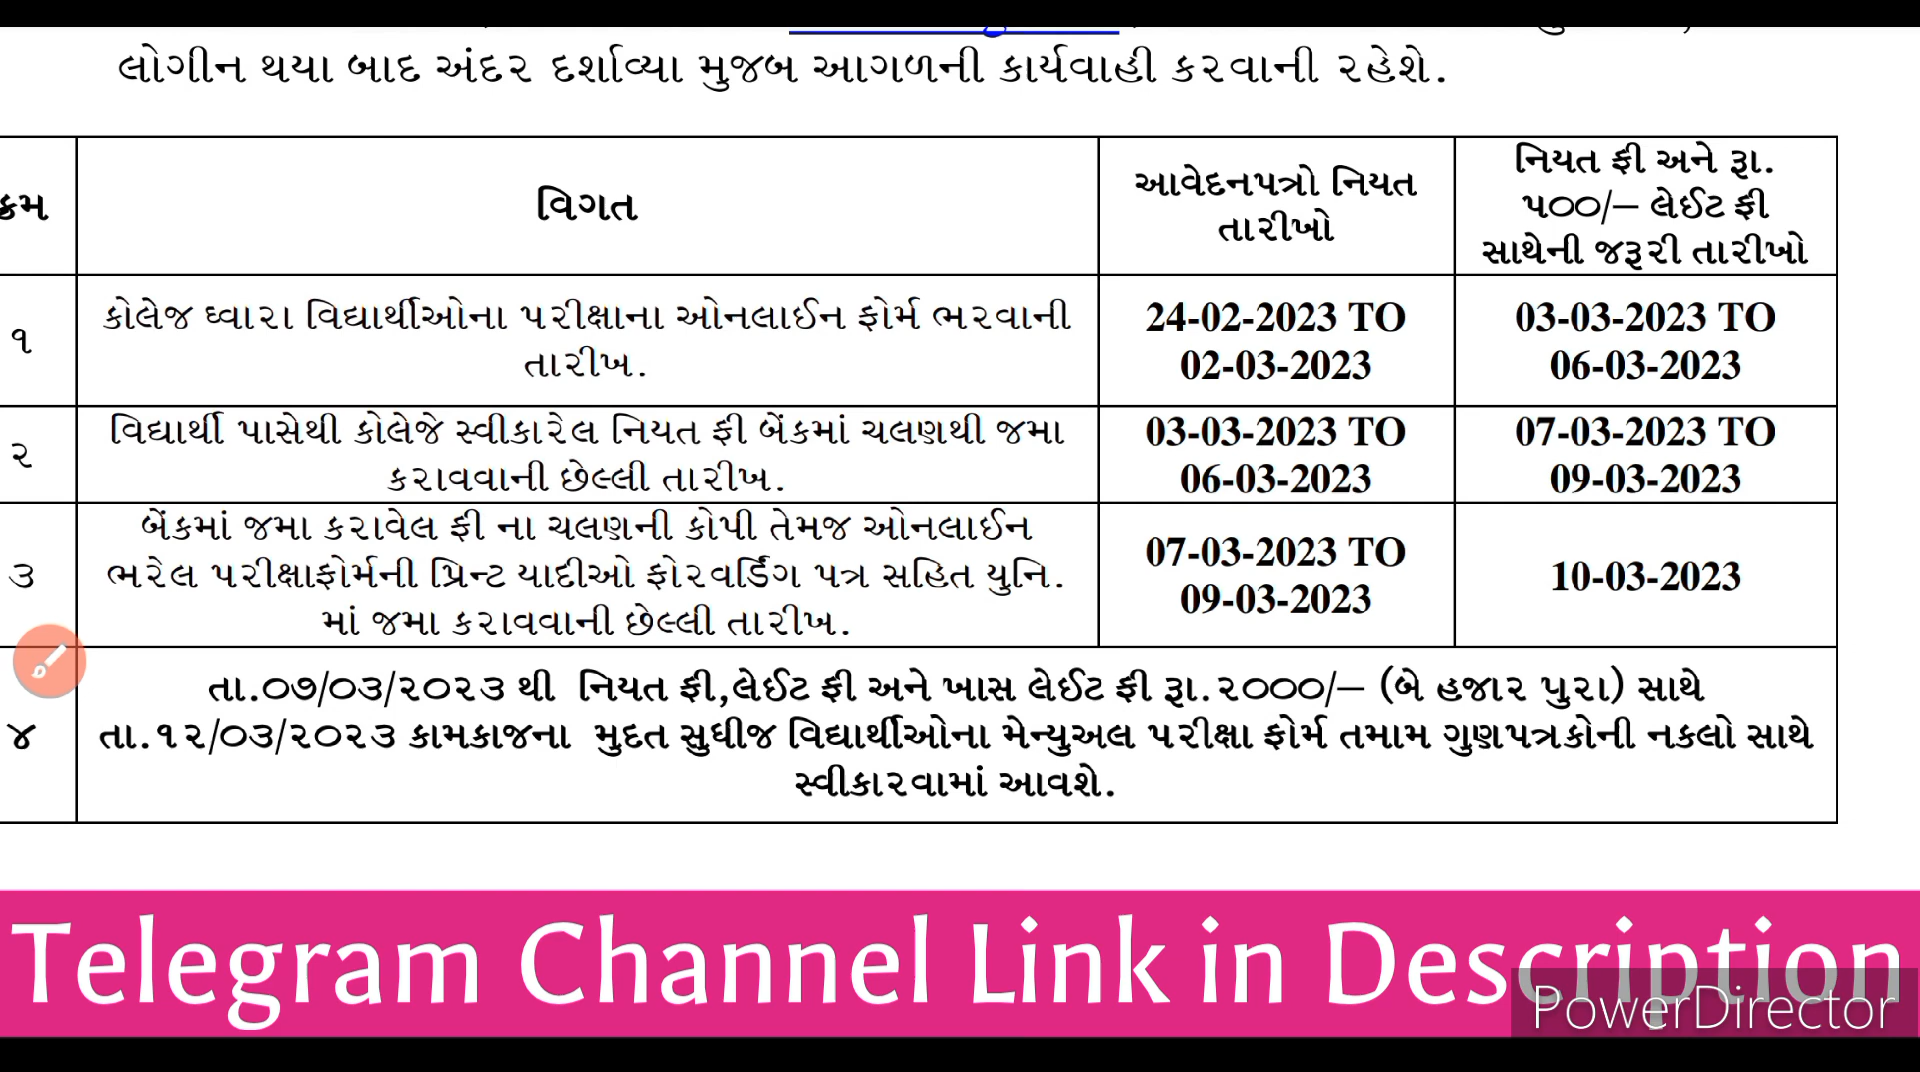 લોગીન થયા બાદ અંદર દર્શાવ્યા મુજબ આગળની કાર્યવાહી કરવાની રહેશે.
ક્રમ
વિગત
આવેદનપત્રો નિયત
તારીખો
નિયત ફી અને રૂા.
૫૦૦/– લેઈટ ફી
સાથેની જરૂરી તારીખો
૧
કોલેજ ધ્વારા વિદ્યાર્થીઓના પરીક્ષાના ઓનલાઈન ફોર્મ ભરવાની
તારીખ.
24-02-2023 TO
02-03-2023
03-03-2023 TO
06-03-2023
૨
વિદ્યાર્થી પાસેથી કોલેજે સ્વીકારેલ નિયત ફી બેંકમાં ચલણથી જમા
કરાવવાની છેલ્લી તારીખ.
03-03-2023 TO
06-03-2023
07-03-2023 TO
09-03-2023
૩
બેંકમાં જમા કરાવેલ ફી ના ચલણની કોપી તેમજ ઓનલાઈન
ભરેલ પરીક્ષાફોર્મની પ્રિન્ટ યાદીઓ ફોરવર્ડિંગ પત્ર સહિત યુનિ.
માં જમા કરાવવાની છેલ્લી તારીખ.
07-03-2023 TO
09-03-2023
10-03-2023
૪
તા.૦૭/૦૩/૨૦૨૩ થી નિયત ફી,લેઈટ ફી અને ખાસ લેઈટ ફી રૂા.૨૦૦૦/– (બે હજાર પુરા) સાથે
તા.૧૨/૦૩/૨૦૨૩ કામકાજના મુદત સુધીજ વિદ્યાર્થીઓના મેન્યુઅલ પરીક્ષા ફોર્મ તમામ ગુણપત્રકોની નકલો સાથે
સ્વીકારવામાં આવશે.
Telegram Channel Link in Description
PowerDirector